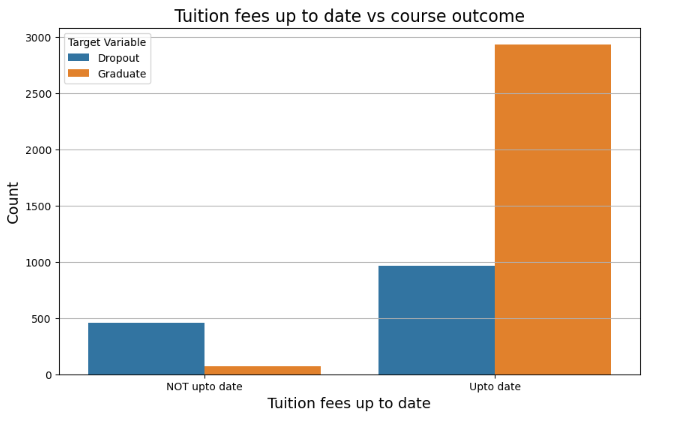 Tuition fees up to date vs course outcome
Target Variable
Dropout
Graduate
3000
2500
2000
1500
1000
500
0
Count
NOT upto date
Upto date
Tuition fees up to date